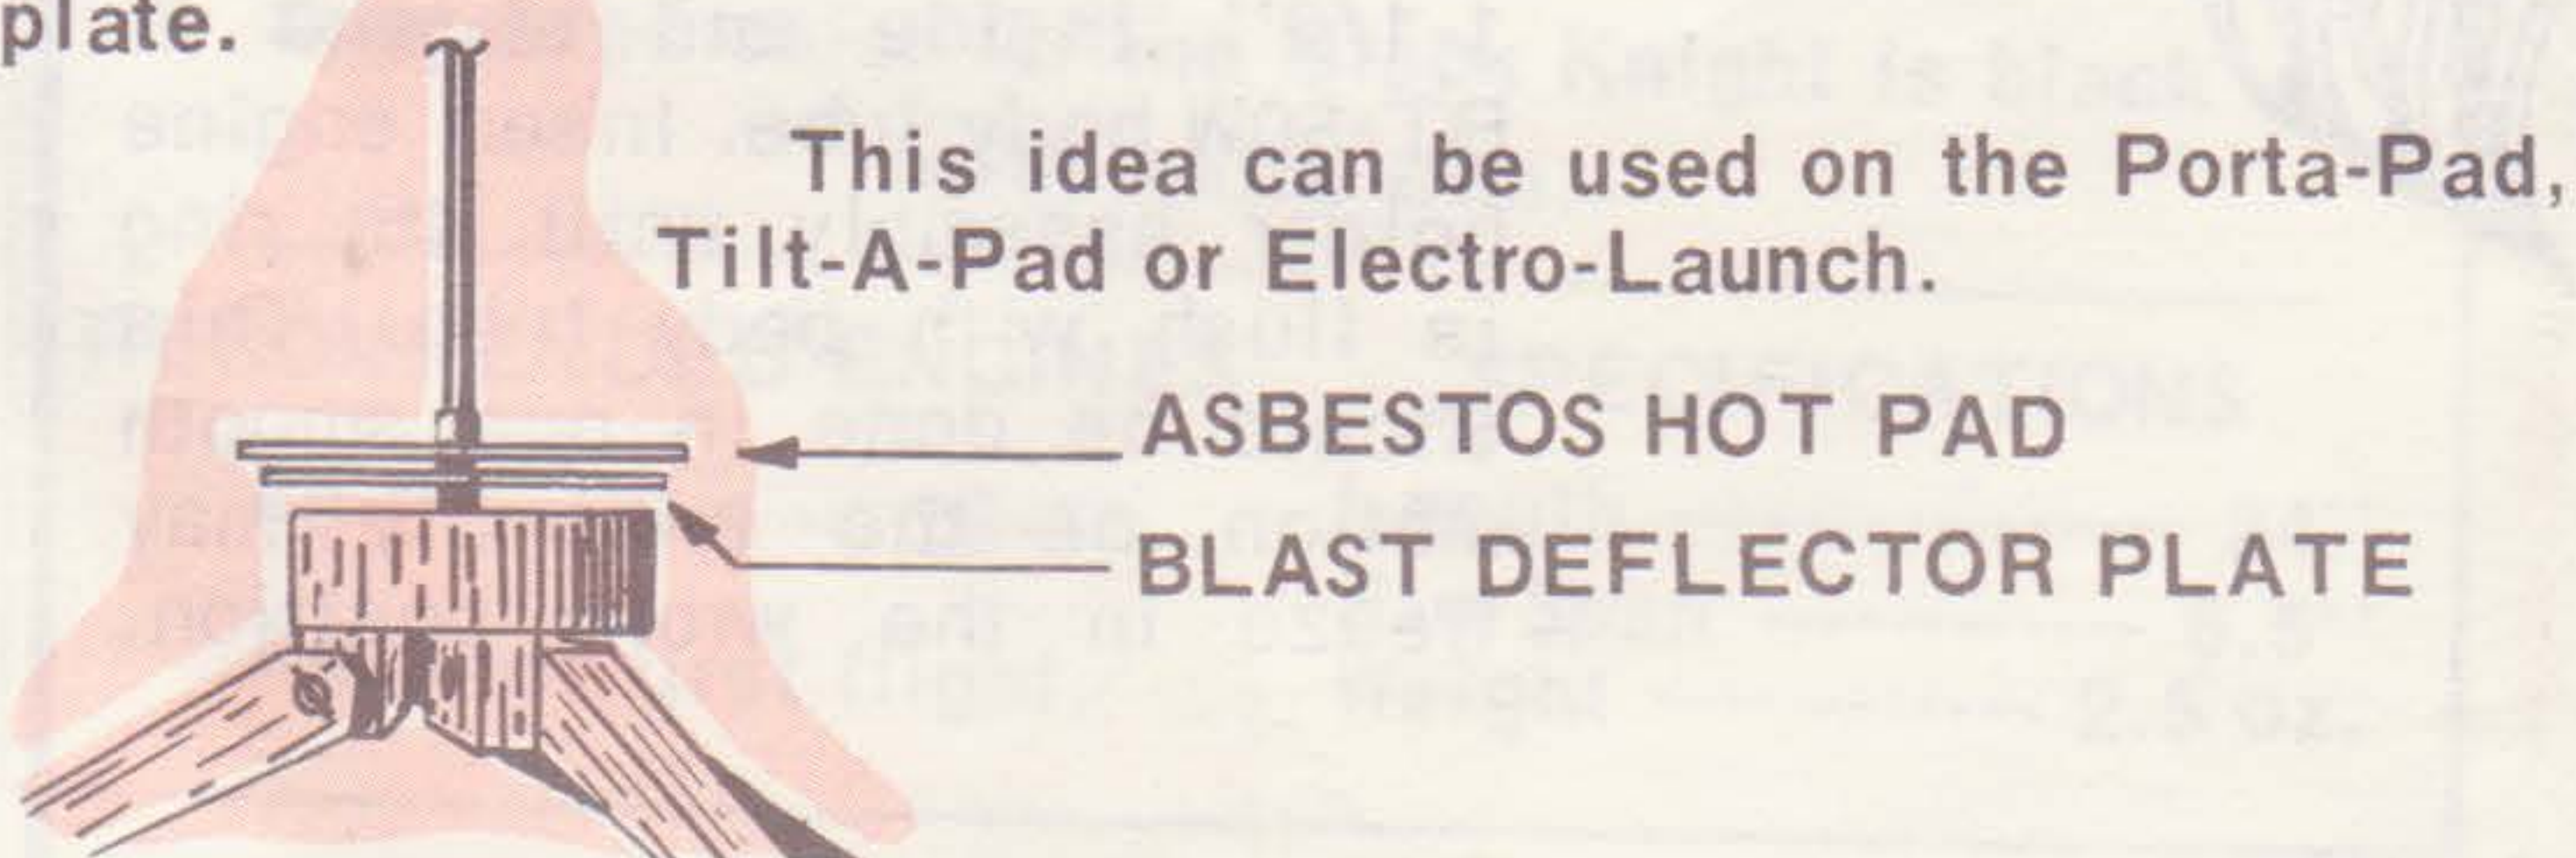 plate.
This idea can be used on the Porta-Pad,
Tilt-A-Pad or Electro-Launch.
ASBESTOS HOT PAD
BLAST DEFLECTOR PLATE